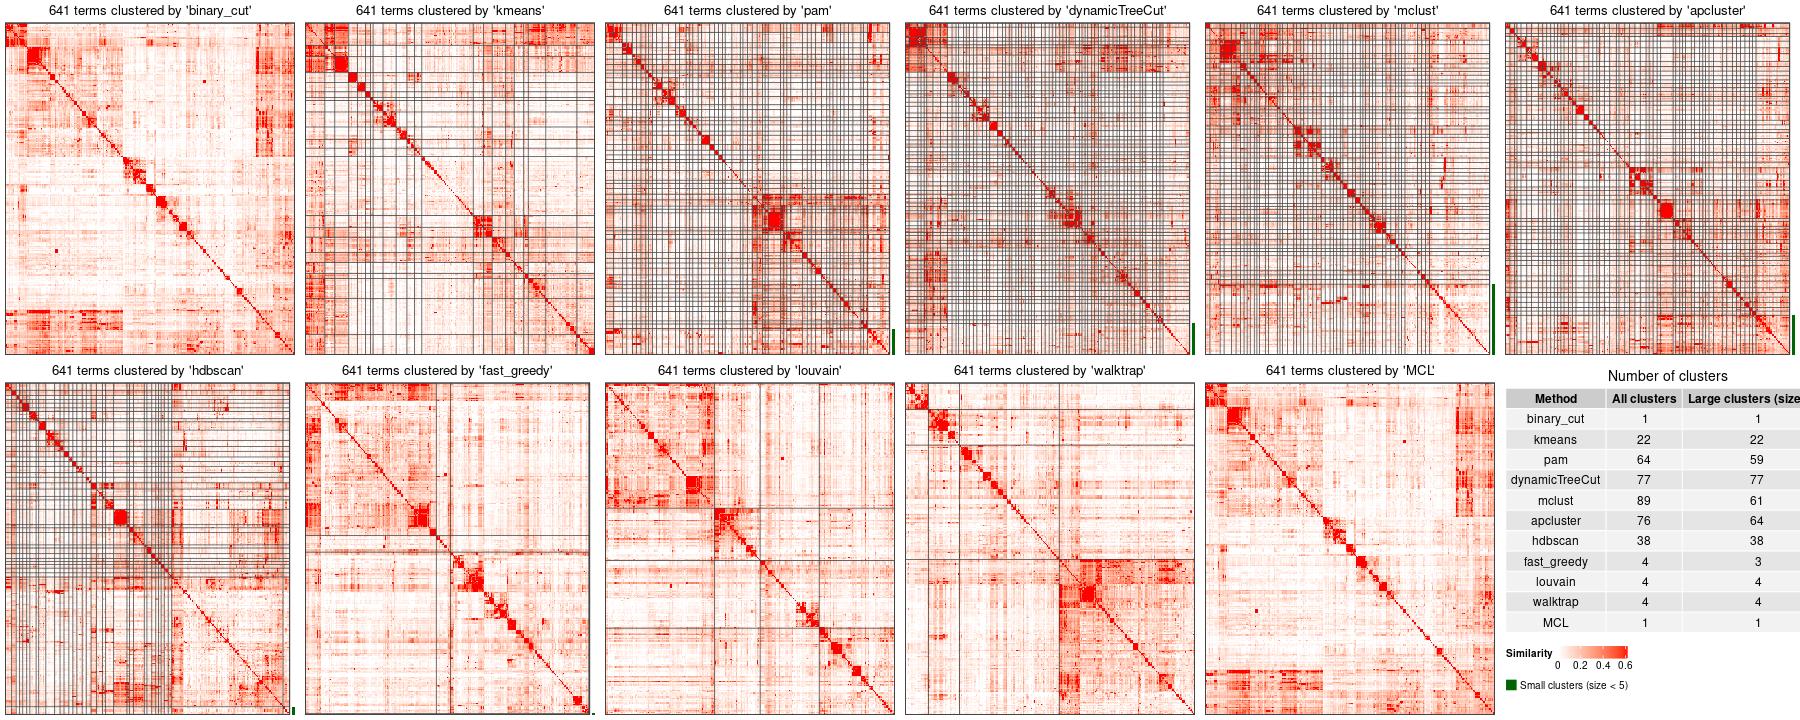 641 terms clustered by 'binary_cut'
641 terms clustered by 'kmeans'
641 terms clustered by 'pam'
641 terms clustered by 'dynamicTreeCut'
641 terms clustered by 'mclust'
641 terms clustered by 'apcluster'
641 terms clustered by 'hdbscan'
641 terms clustered by 'fast_greedy'
641 terms clustered by 'louvain'
641 terms clustered by 'walktrap'
641 terms clustered by 'MCL'
Number of clusters
Method All clusters Large clusters (size
binary_cut 1 1
kmeans 22 22
pam 64 59
dynamicTreeCut 77 77
mclust 89 61
apcluster 76 64
hdbscan 38 38
fast_greedy 4 3
louvain 4 4
walktrap 4 4
MCL 1 1
Similarity
0 0.2 0.4 0.6
Small clusters (size < 5)